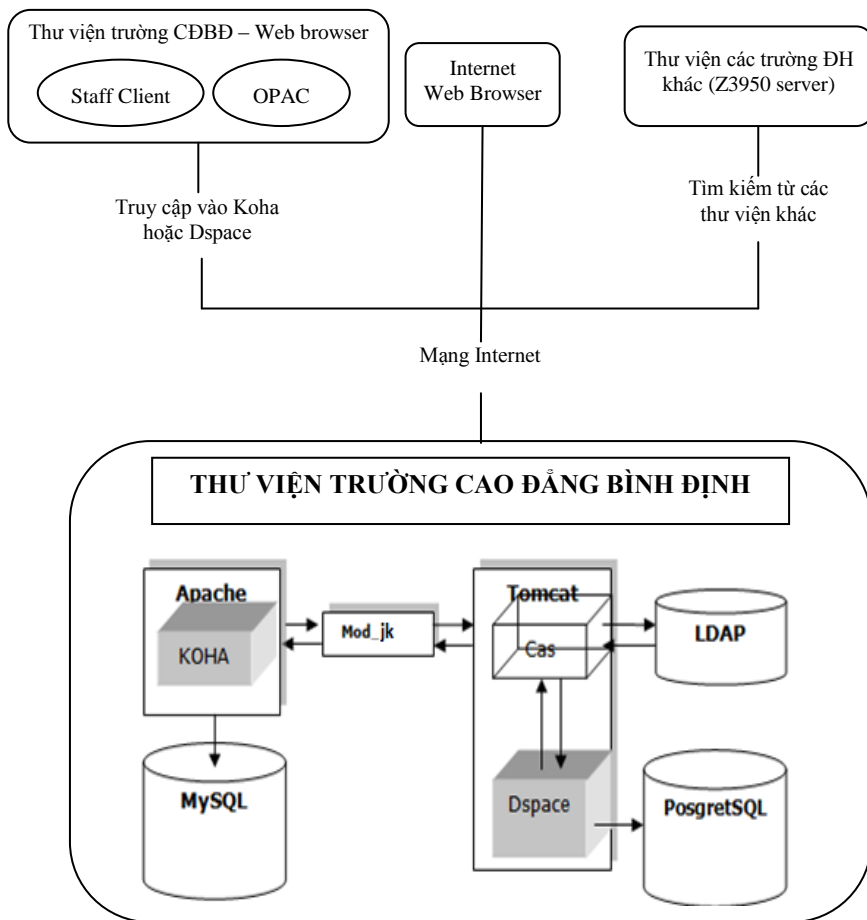 Thư viện trường CĐBĐ – Web browser
Staff Client
OPAC
Internet
Web Browser
Thư viện các trường ĐH
khác (Z3950 server)
Truy cập vào Koha
hoặc Dspace
Tìm kiếm từ các
thư viện khác
Mạng Internet
THƯ VIỆN TRƯỜNG CAO ĐẲNG BÌNH ĐỊNH
Apache
KOHA
Mod_jk
Tomcat
Cas
LDAP
MySQL
Dspace
PosgretSQL